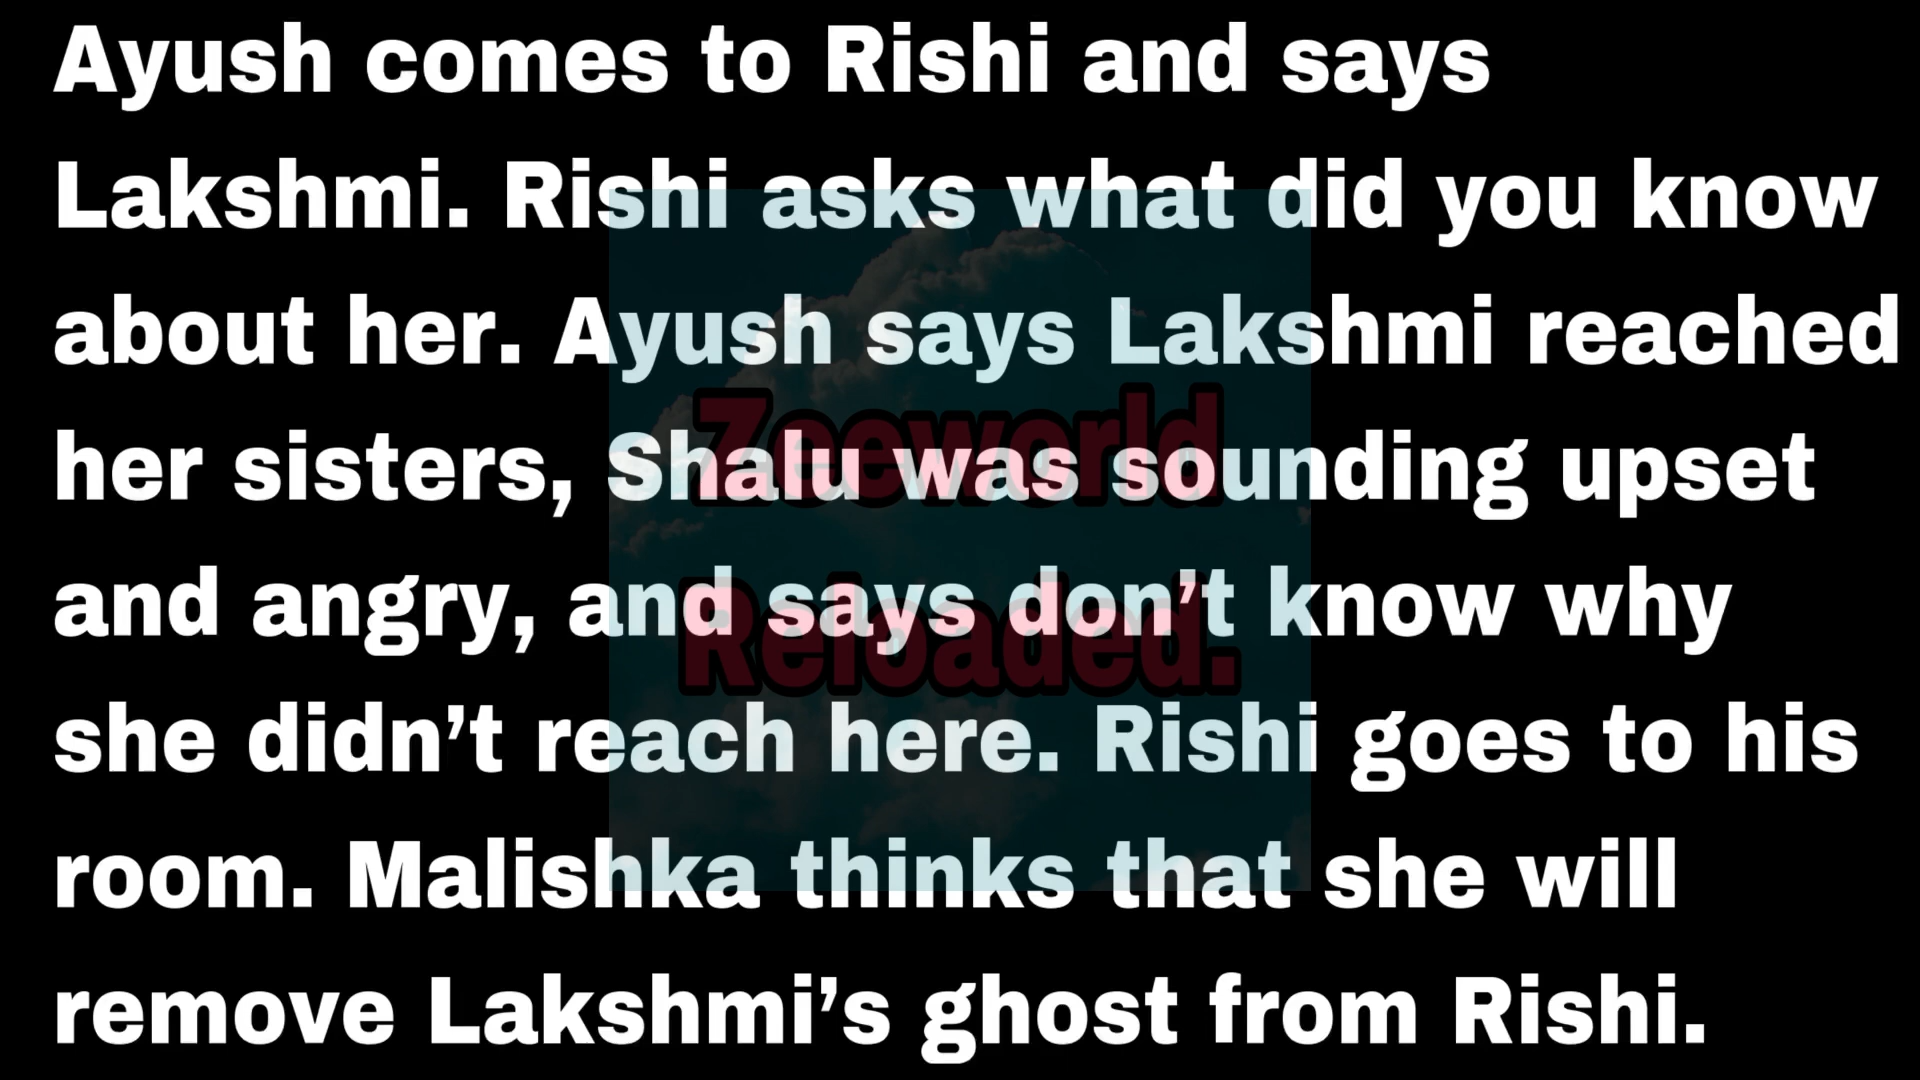 Ayush comes to Rishi and says
Lakshmi. Rishi asks what did you know
about her. Ayush says Lakshmi reached
her sisters, Shalu was sounding upset
and angry, and says don’t know why
she didn’t reach here. Rishi goes to his
room. Malishka thinks that she will
remove Lakshmi’s ghost from Rishi.
Zeeworld
Reloaded.